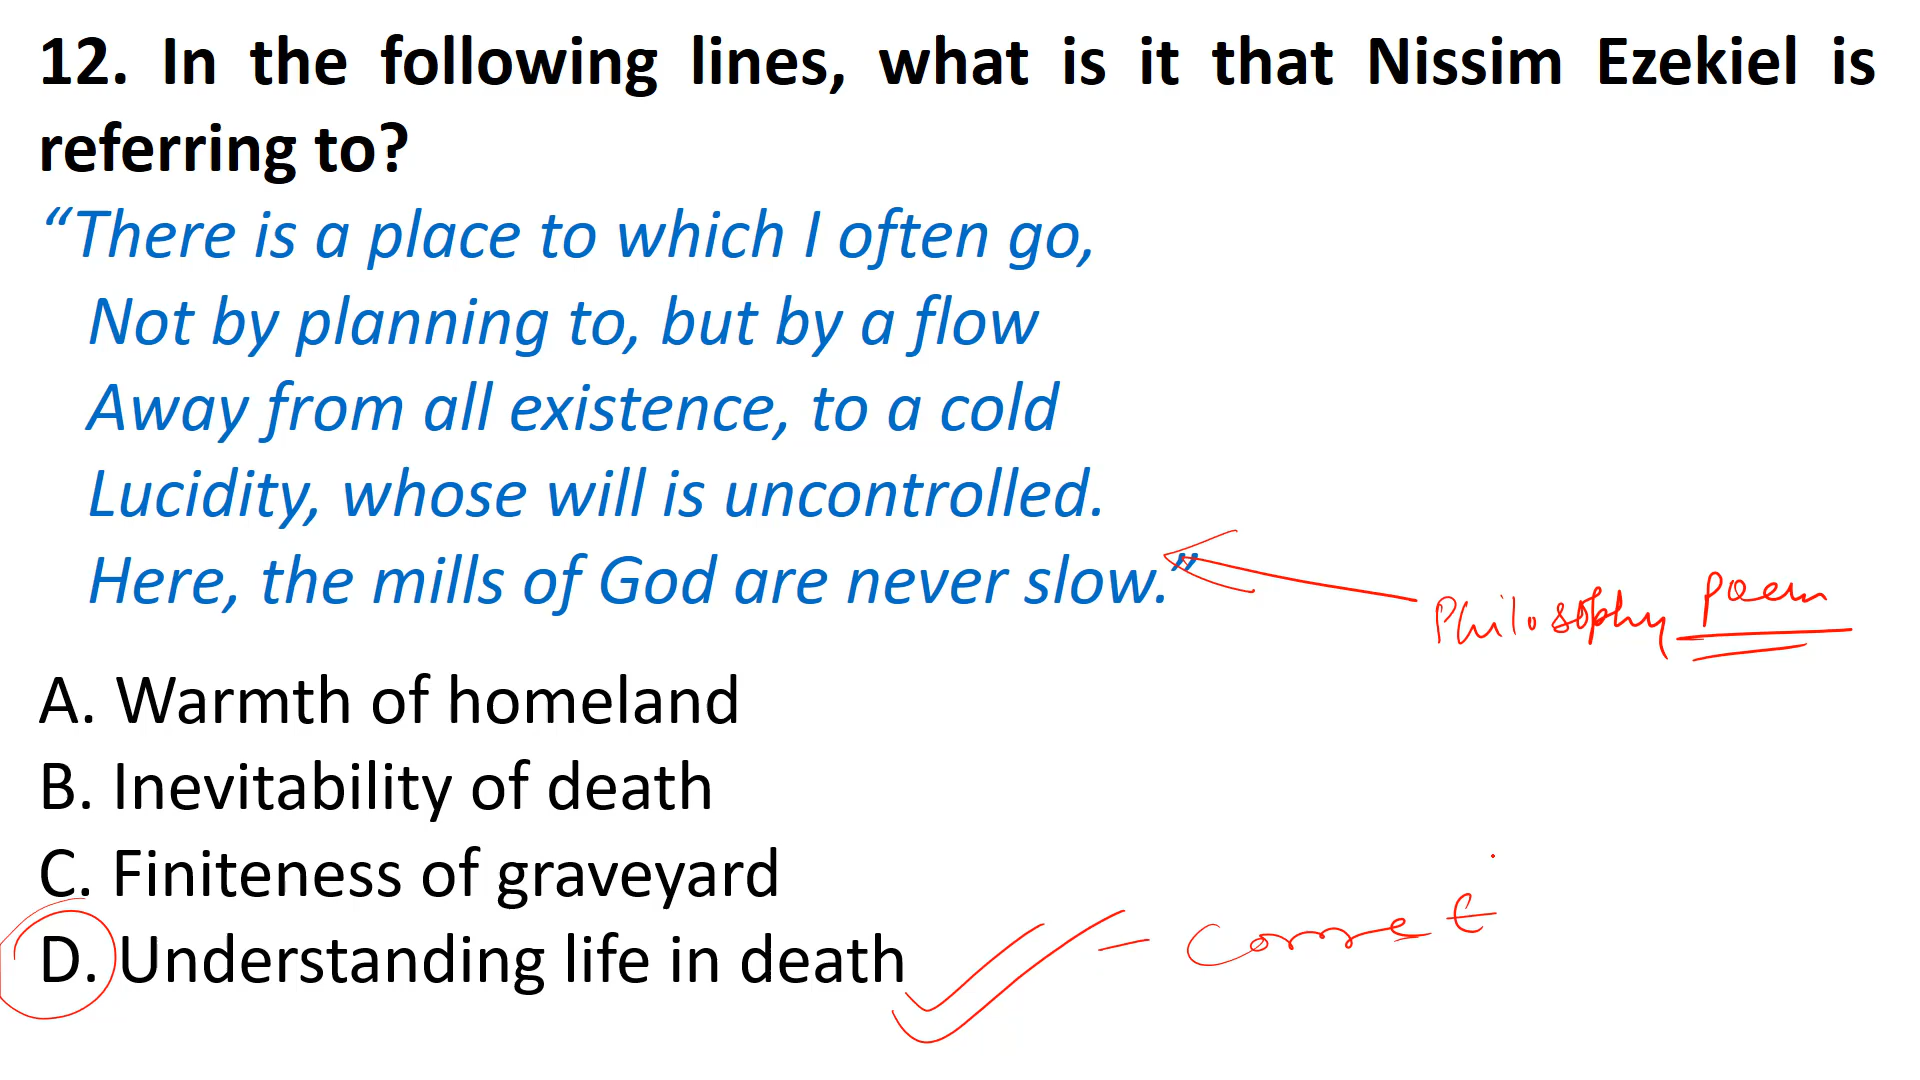 12. In the following lines, what is it that Nissim Ezekiel is
referring to?
“There is a place to which I often go,
Not by planning to, but by a flow
Away from all existence, to a cold
Lucidity, whose will is uncontrolled.
Here, the mills of God are never slow.”
Philosophy Poem
A. Warmth of homeland
B. Inevitability of death
C. Finiteness of graveyard
D. Understanding life in death
– Correct